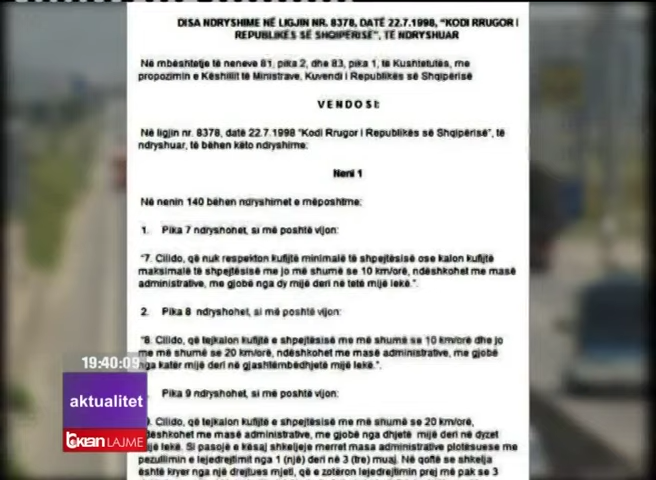 DISA NDRYSHIME NË LIGJIN NR. 8378, DATË 22.7.1998, "KODI RRUGOR I
REPUBLIKËS SË SHQIPËRISË", TË NDRYSHUAR
Në mbështetje të neneve 81, pika 2, dhe 83, pika 1, të Kushtetutës, me
propozimin e Këshillit të Ministrave, Kuvendi i Republikës së Shqipërisë
VENDOSI:
Në ligjin nr. 8378, datë 22.7.1998 "Kodi Rrugor i Republikës së Shqipërisë", të
ndryshuar, të bëhen këto ndryshime:
Neni 1
Në nenin 140 bëhen ndryshimet e mëposhtme:
1. Pika 7 ndryshohet, si më poshtë vijon:
"7. Cilido, që nuk respekton kufijtë minimalë të shpejtësisë ose kalon kufijtë
maksimalë të shpejtësisë me jo më shumë se 10 km/orë, ndëshkohet me masë
administrative, me gjobë nga dy mijë deri në tetë mijë lekë.".
2. Pika 8 ndryshohet, si më poshtë vijon:
"8. Cilido, që tejkalon kufijtë e shpejtësisë me më shumë se 10 km/orë dhe jo
me më shumë se 20 km/orë, ndëshkohet me masë administrative, me gjobë
nga katër mijë deri në gjashtëmbëdhjetë mijë lekë.".
Pika 9 ndryshohet, si më poshtë vijon:
9. Cilido, që tejkalon kufijtë e shpejtësisë me më shumë se 20 km/orë,
ndëshkohet me masë administrative, me gjobë nga dhjetë mijë deri në dyzet
mijë lekë. Si pasojë e kësaj shkeljeje merret masa administrative plotësuese me
pezullimin e lejedrejtimit nga 1 (një) deri në 3 (tre) muaj. Në qoftë se shkelja
është kryer nga një drejtues mjeti, që e zotëron lejedrejtimin prej më pak se 3
19:40:09
aktualitet
tkran LAJME